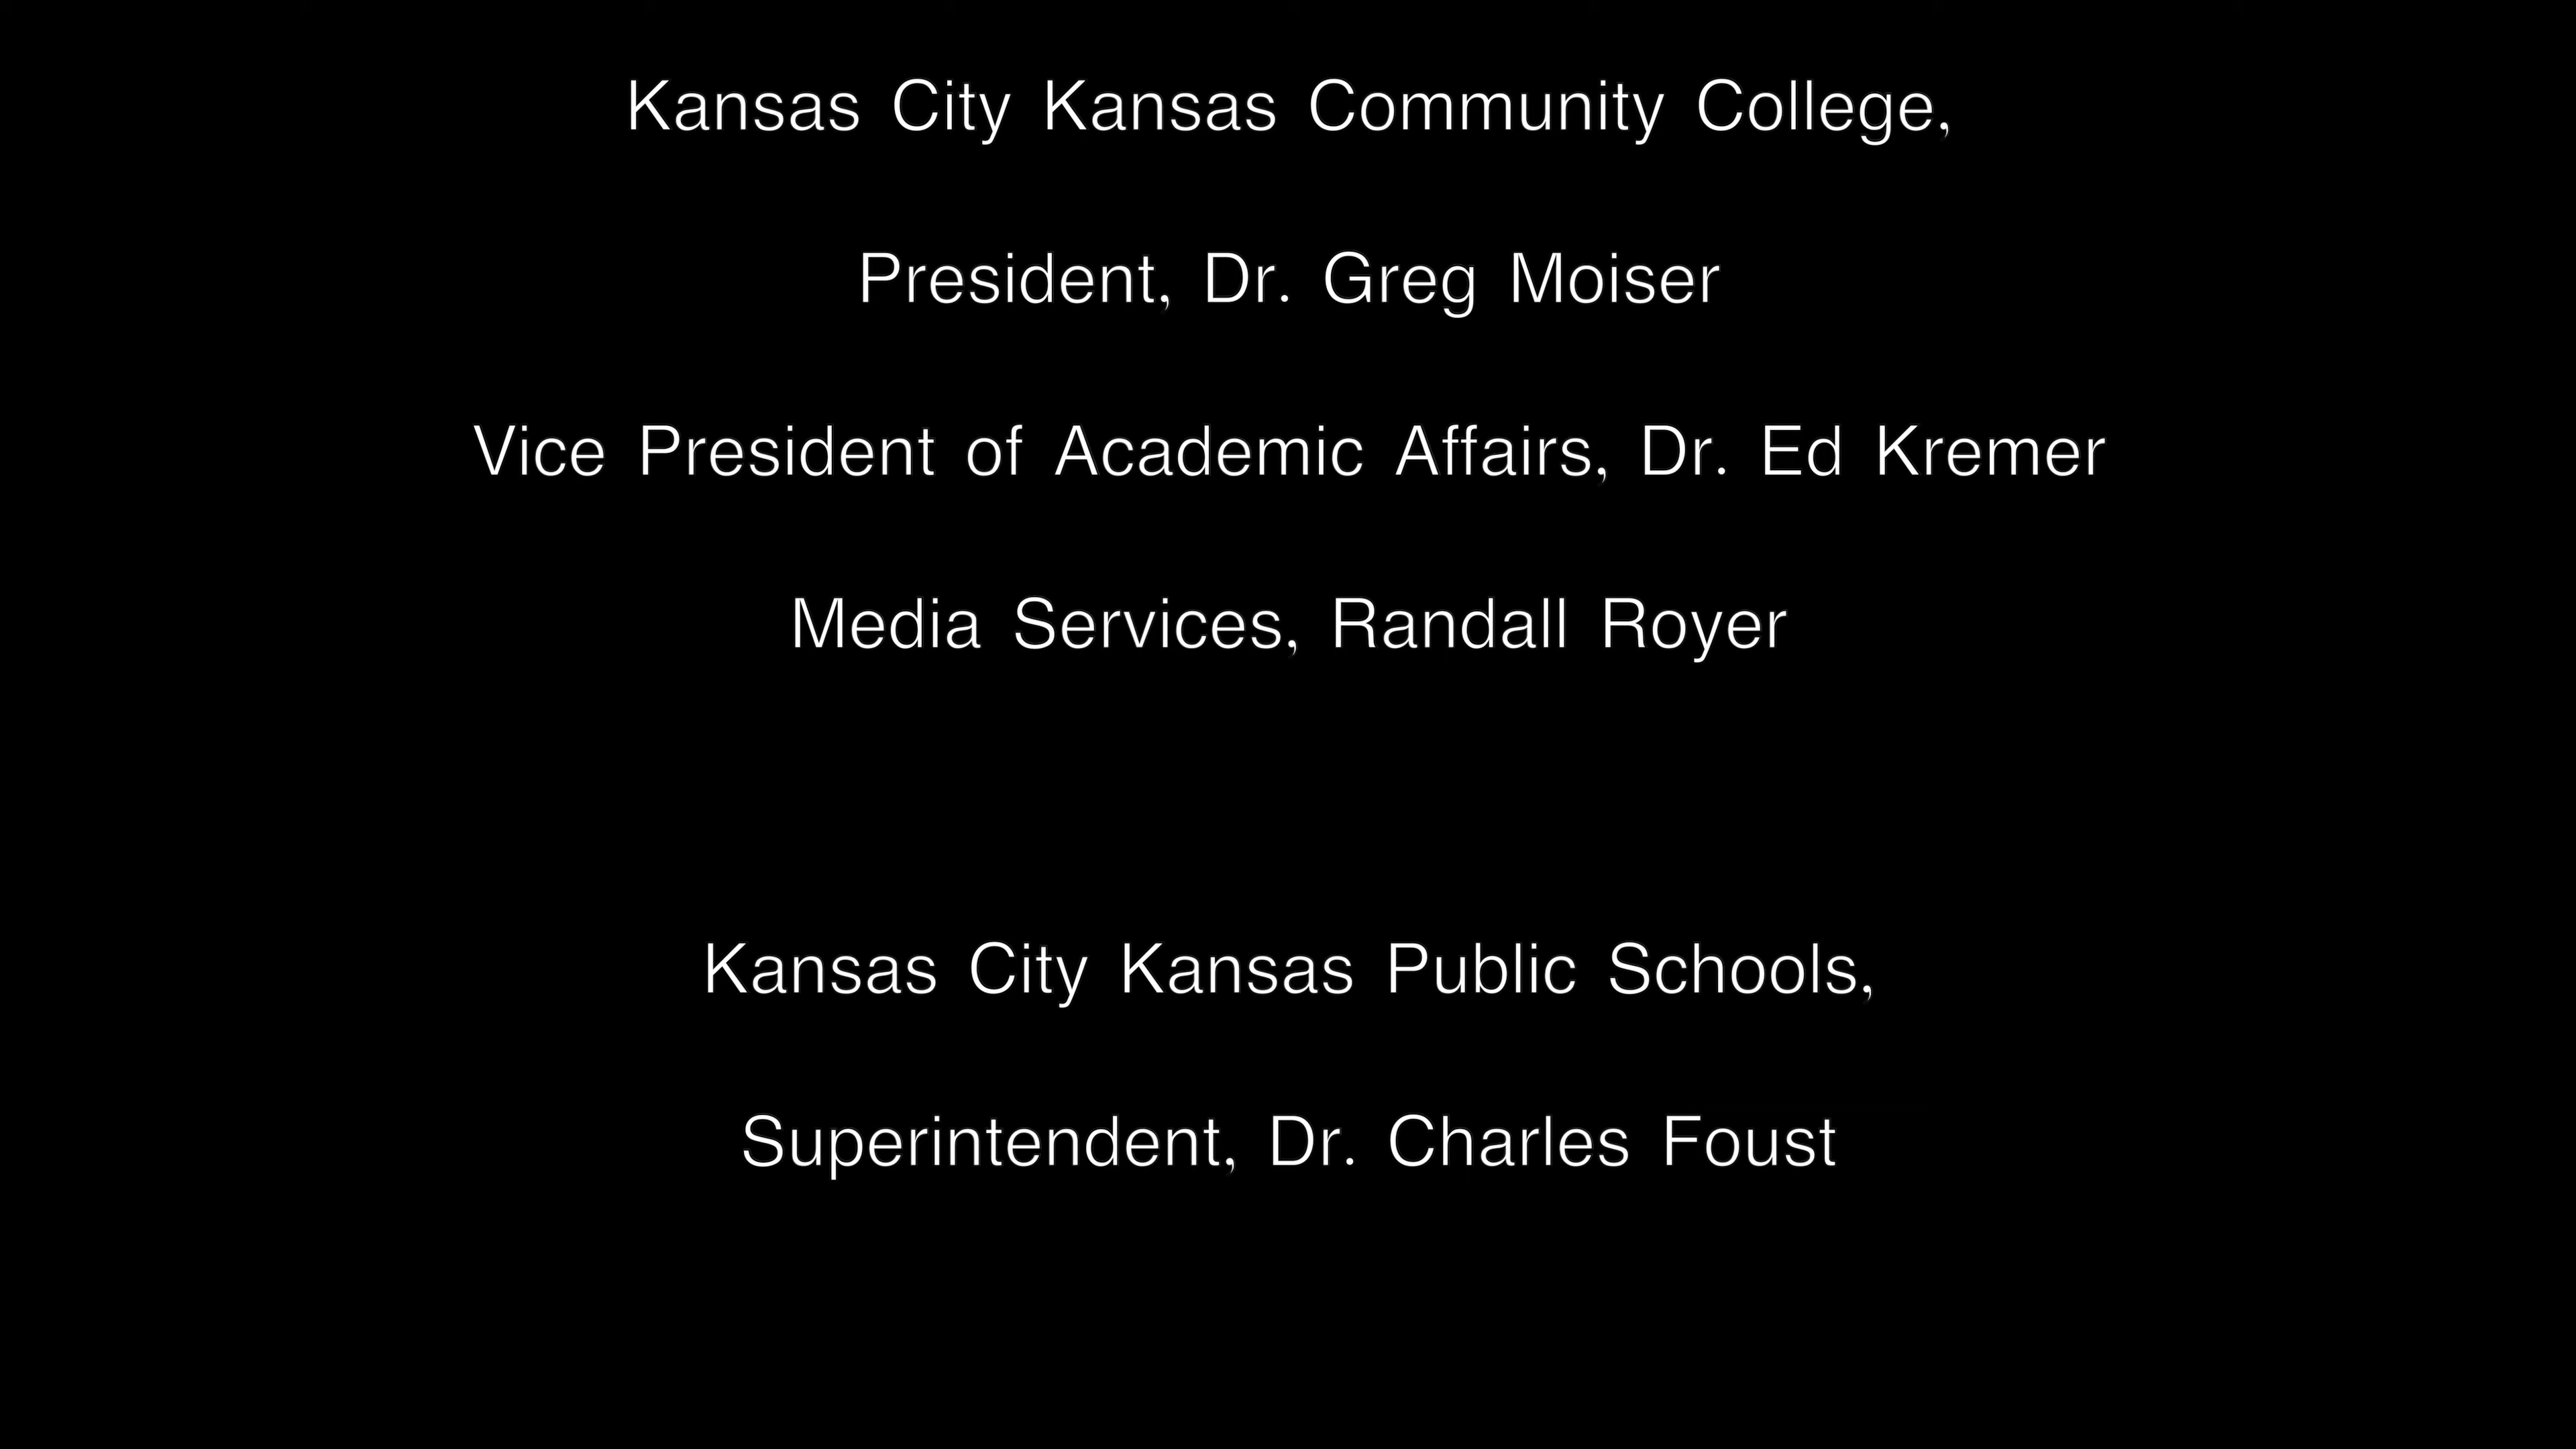 Kansas City Kansas Community College,
President, Dr. Greg Moiser
Vice President of Academic Affairs, Dr. Ed Kremer
Media Services, Randall Royer
Kansas City Kansas Public Schools,
Superintendent, Dr. Charles Foust